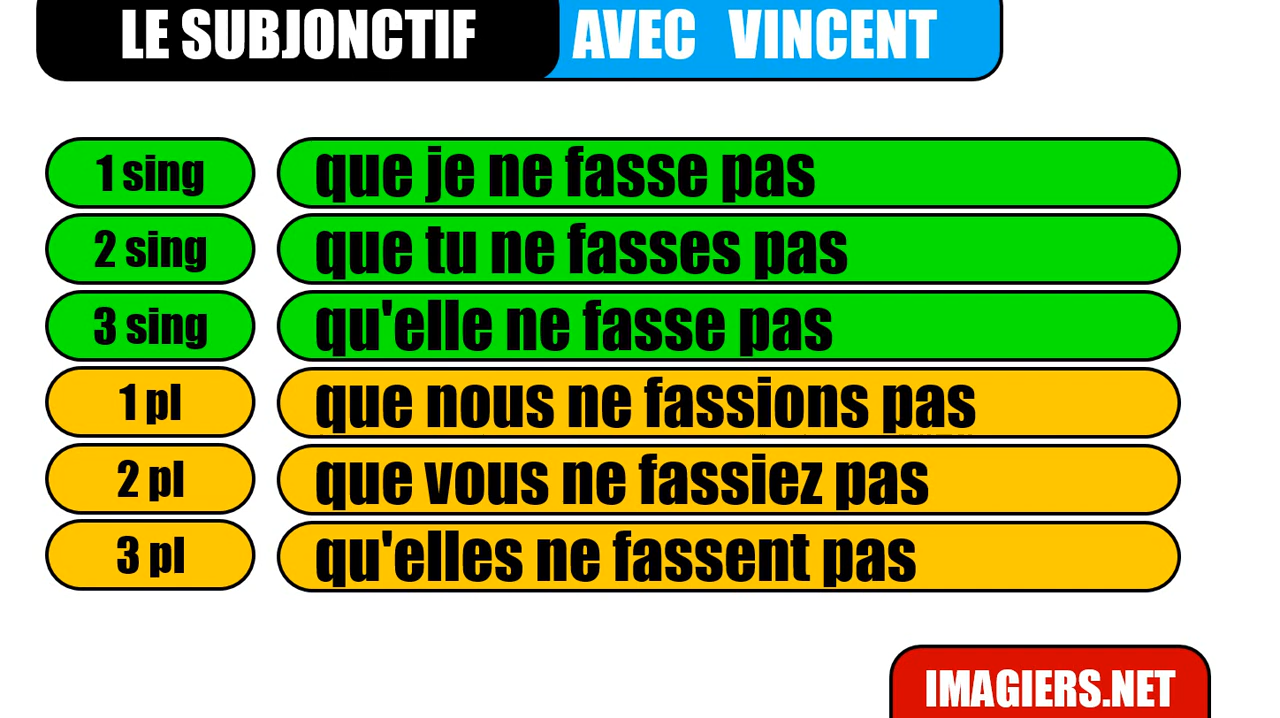 LE SUBJONCTIF AVEC VINCENT
1 sing que je ne fasse pas
2 sing que tu ne fasses pas
3 sing qu'elle ne fasse pas
1 pl que nous ne fassions pas
2 pl que vous ne fassiez pas
3 pl qu'elles ne fassent pas
IMAGIERS.NET